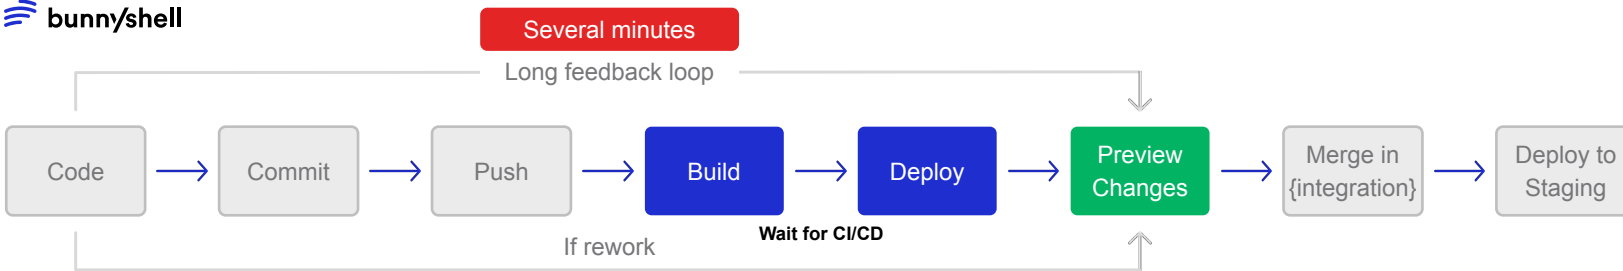 bunnyshell
Several minutes
Long feedback loop
Code
Commit
Push
Build
Deploy
Preview
Changes
Merge in
{integration}
Deploy to
Staging
Wait for CI/CD
If rework